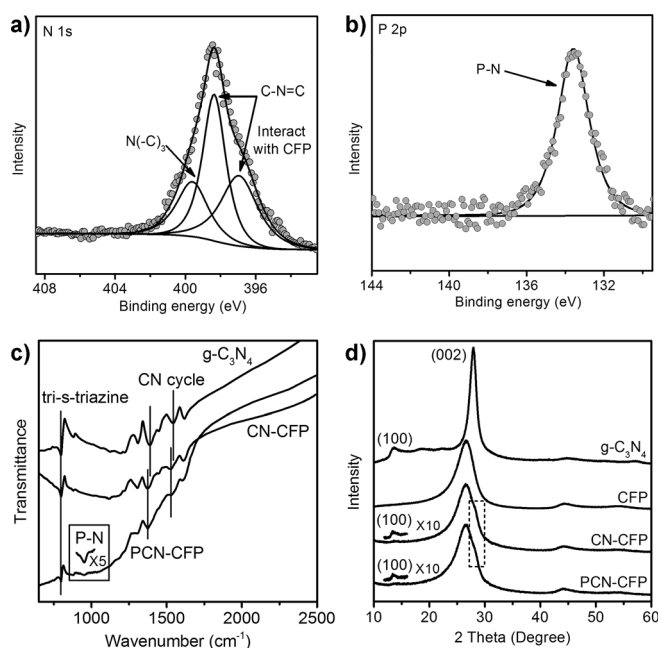 a) N 1s
C-N=C
N(-C)₃
Interact
with CFP
Intensity
408 404 400 396
Binding energy (eV)
b) P 2p
P-N
Intensity
144 140 136 132
Binding energy (eV)
c)
g-C₃N₄
CN cycle
tri-s-triazine
CN-CFP
P-N
X5
PCN-CFP
Transmittance
1000 1500 2000 2500
Wavenumber (cm⁻¹)
d)
(002)
(100)
g-C₃N₄
CFP
(100) X10
CN-CFP
(100) X10
PCN-CFP
Intensity
10 20 30 40 50 60
2 Theta (Degree)